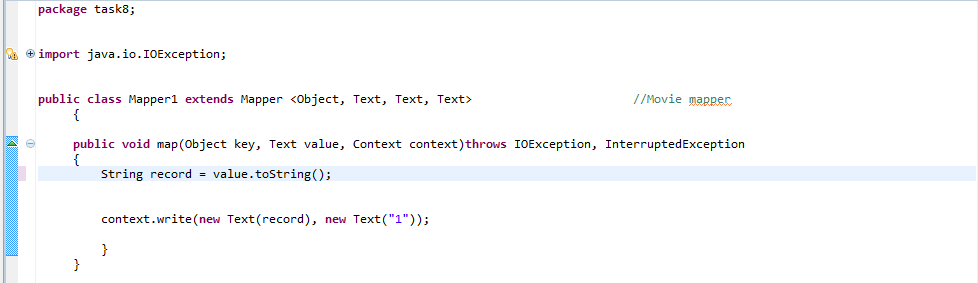 package task8;
import java.io.IOException;
public class Mapper1 extends Mapper <Object, Text, Text, Text> //Movie mapper
{
public void map(Object key, Text value, Context context)throws IOException, InterruptedException
{
String record = value.toString();
context.write(new Text(record), new Text("1"));
}
}